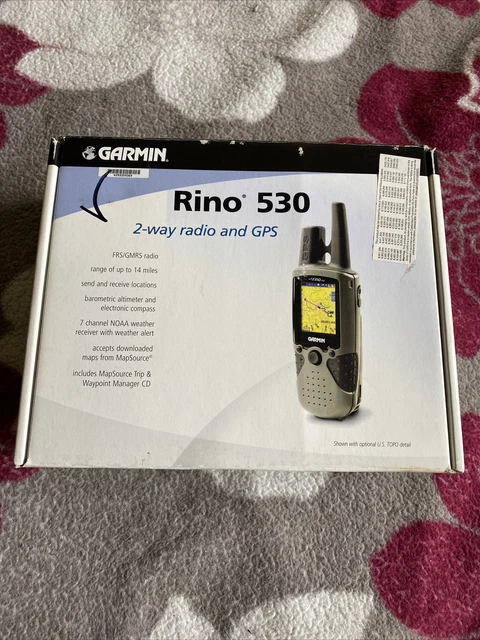 GARMIN®
Rino® 530
2-way radio and GPS
FRS/GMRS radio
range of up to 14 miles
send and receive locations
barometric altimeter and
electronic compass
7 channel NOAA weather
receiver with weather alert
accepts downloaded
maps from MapSource®
includes MapSource Trip &
Waypoint Manager CD
GARMIN
Shown with optional U.S. TOPO detail